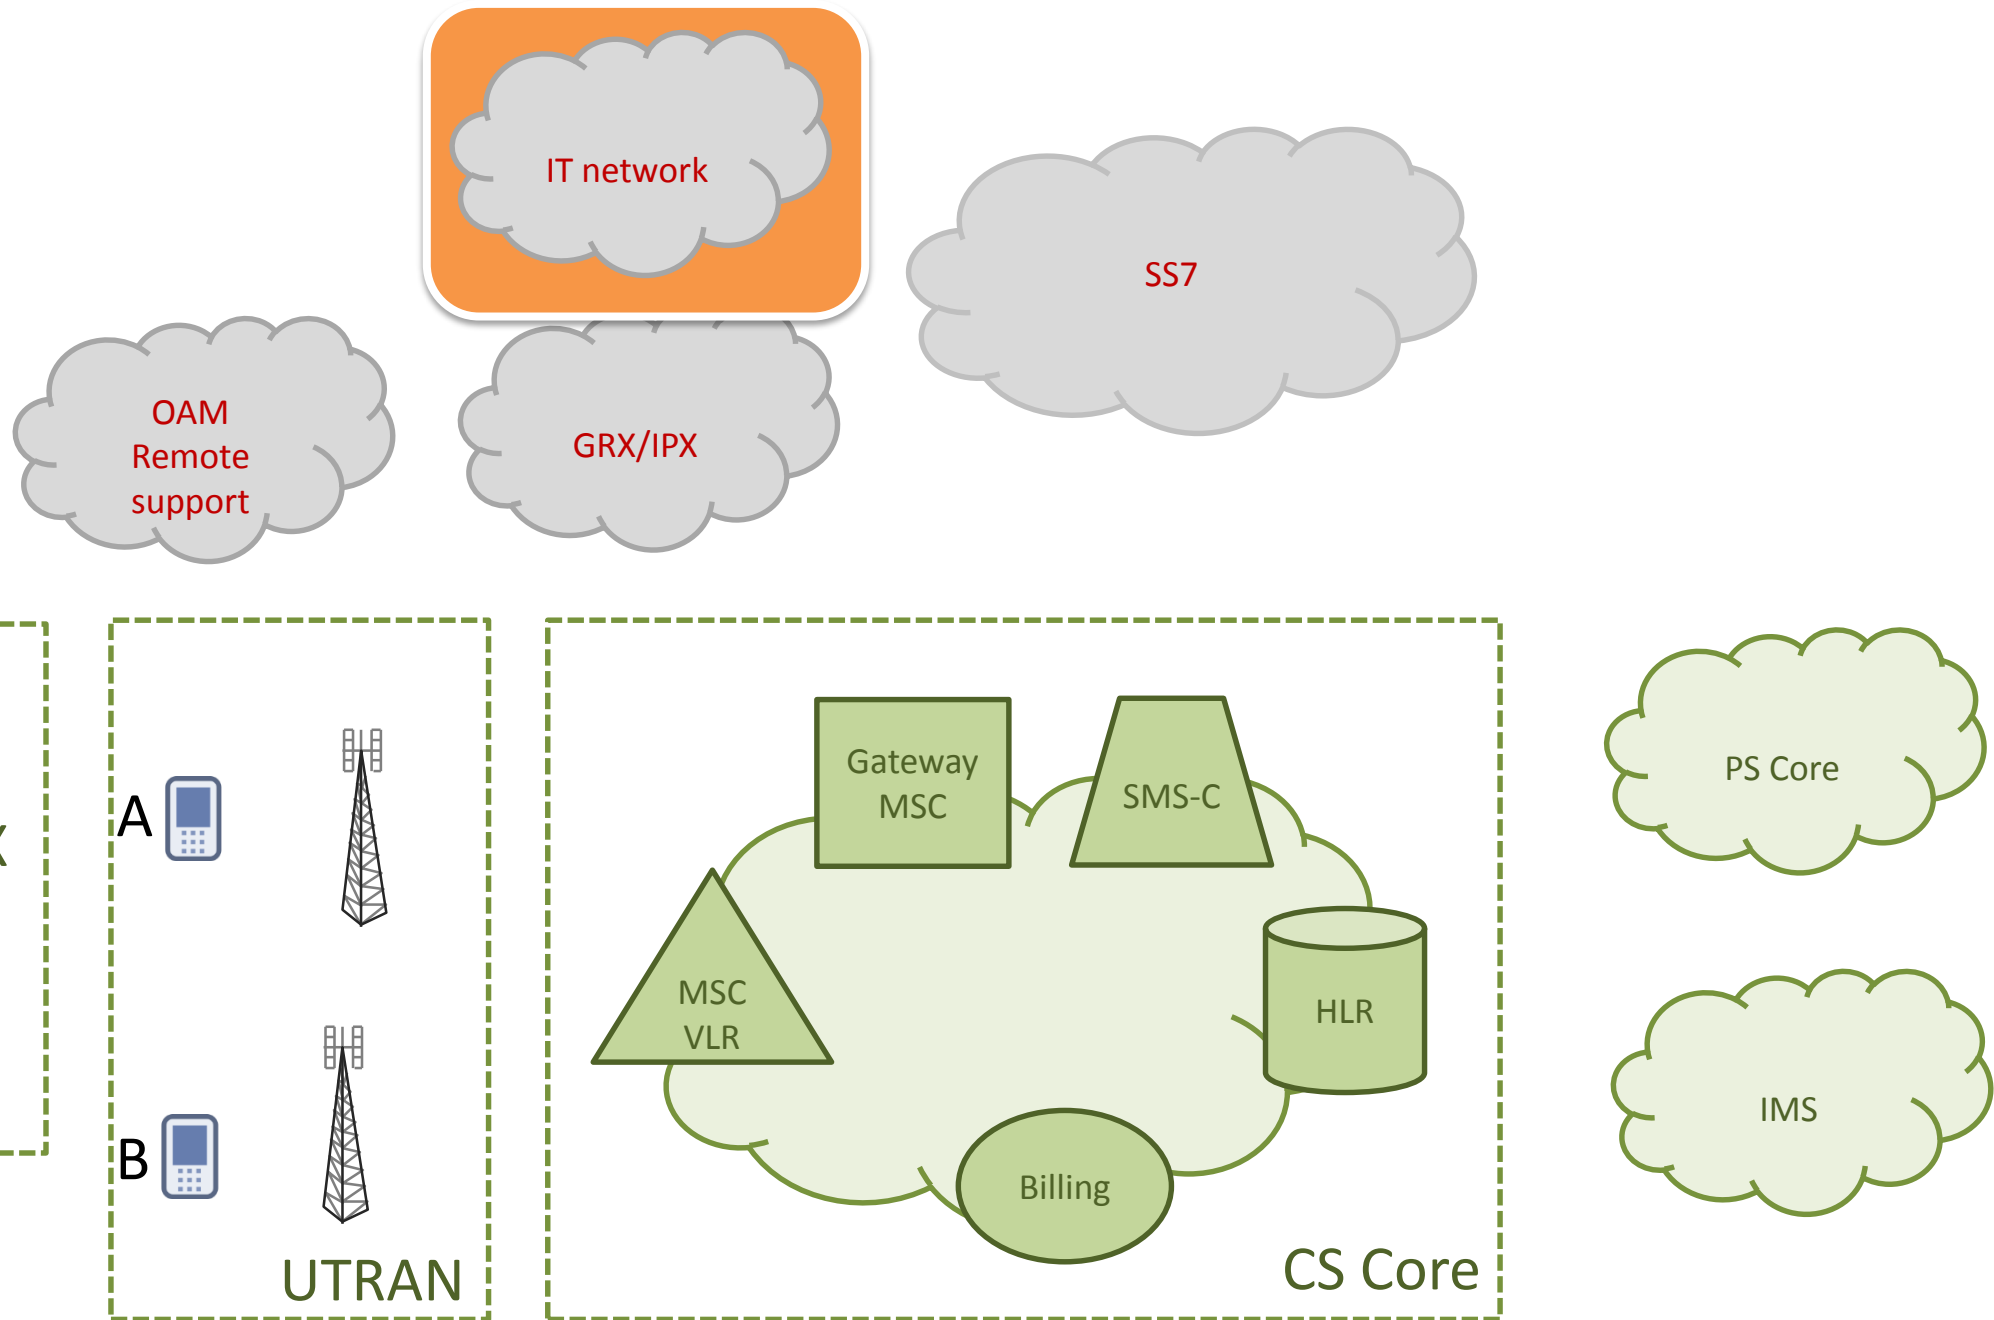 IT network
SS7
OAM
Remote
support
GRX/IPX
Gateway
MSC
SMS-C
PS Core
A
X
MSC
VLR
HLR
IMS
B
Billing
UTRAN
CS Core